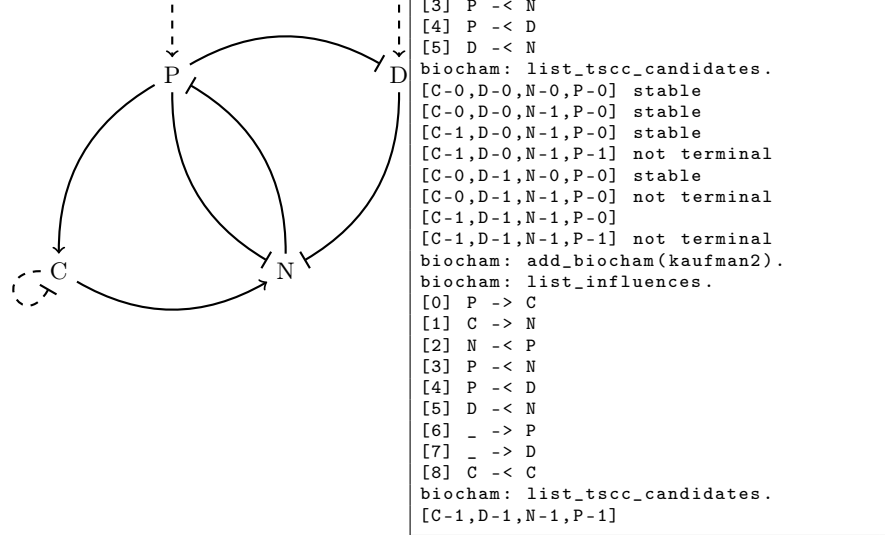 P
D
C
N
[3] P -< N
[4] P -< D
[5] D -< N
biocham: list_tscc_candidates.
[C-0,D-0,N-0,P-0] stable
[C-0,D-0,N-1,P-0] stable
[C-1,D-0,N-1,P-0] stable
[C-1,D-0,N-1,P-1] not terminal
[C-0,D-1,N-0,P-0] stable
[C-0,D-1,N-1,P-0] not terminal
[C-1,D-1,N-1,P-0]
[C-1,D-1,N-1,P-1] not terminal
biocham: add_biocham(kaufman2).
biocham: list_influences.
[0] P -> C
[1] C -> N
[2] N -< P
[3] P -< N
[4] P -< D
[5] D -< N
[6] _ -> P
[7] _ -> D
[8] C -< C
biocham: list_tscc_candidates.
[C-1,D-1,N-1,P-1]